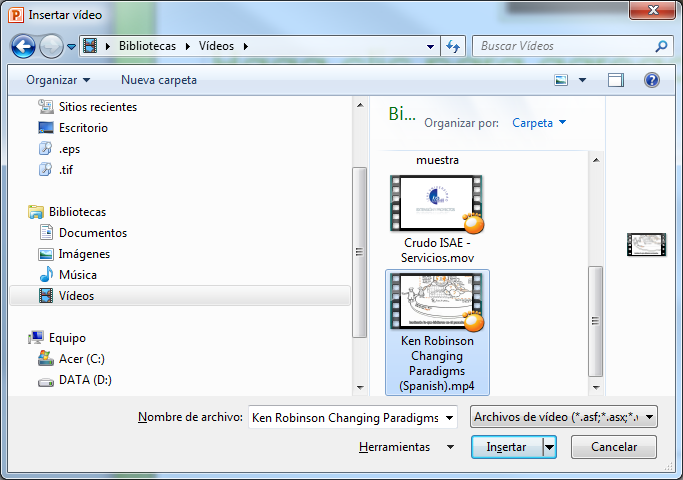 Insertar vídeo
Bibliotecas
Vídeos
Buscar Vídeos
Organizar
Nueva carpeta
Sitios recientes
Escritorio
.eps
.tif
Bibliotecas
Documentos
Imágenes
Música
Vídeos
Equipo
Acer (C:)
DATA (D:)
Bi...
Organizar por:
Carpeta
muestra
Crudo ISAE -
Servicios.mov
Ken Robinson
Changing
Paradigms
(Spanish).mp4
Nombre de archivo:
Ken Robinson Changing Paradigms
Archivos de vídeo (*.asf;*.asx;*.
Herramientas
Insertar
Cancelar